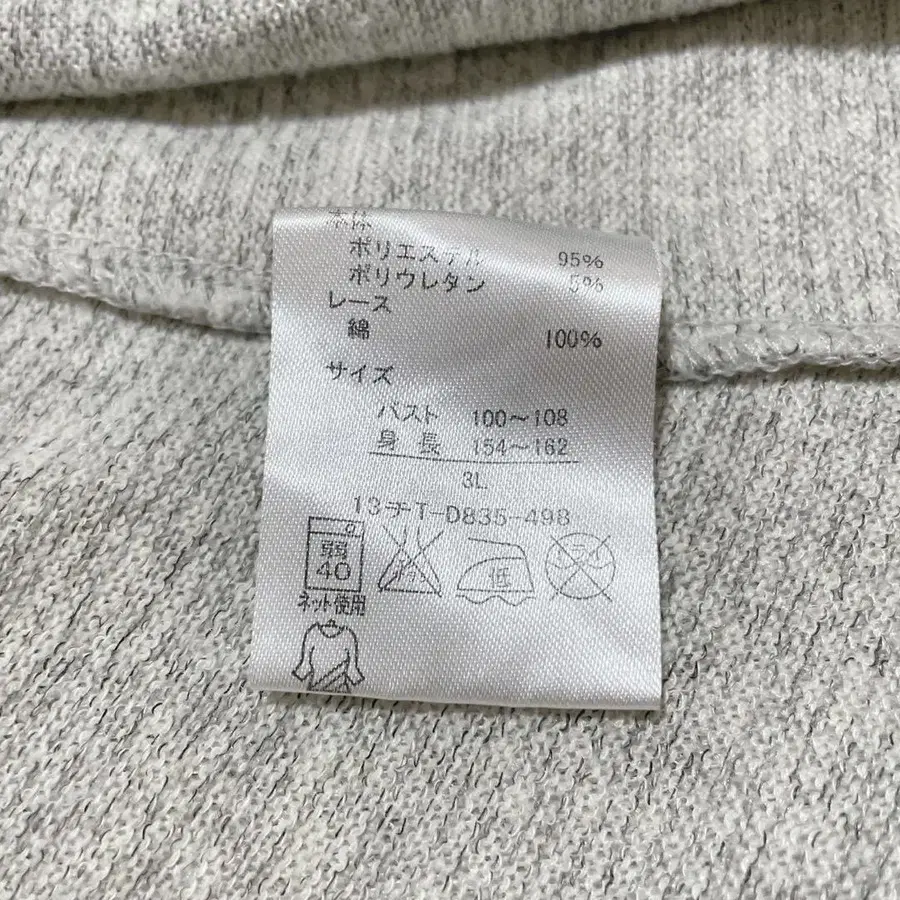 本体
ポリエステル 95%
ポリウレタン 5%
レース
綿 100%
サイズ
バスト 100～108
身長 154～162
3L
13チT-D835-498
弱
40
低
ネット使用